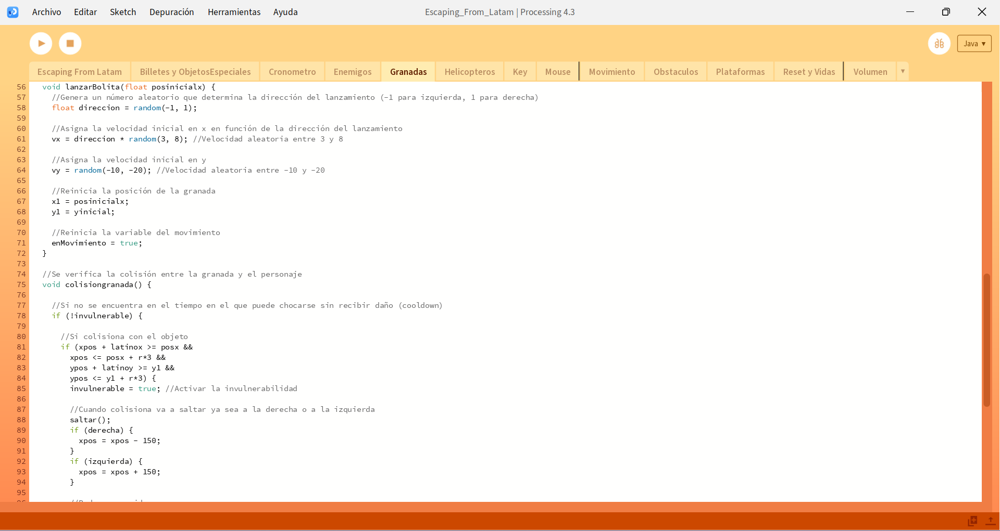 Archivo Editar Sketch Depuración Herramientas Ayuda Escaping_From_Latam | Processing 4.3
Java ▾
Escaping From Latam Billetes y ObjetosEspeciales Cronometro Enemigos Granadas Helicopteros Key Mouse Movimiento Obstaculos Plataformas Reset y Vidas Volumen ▾
56 void lanzarBolita(float posinicialx) {
57 //Genera un número aleatorio que determina la dirección del lanzamiento (-1 para izquierda, 1 para derecha)
58 float direccion = random(-1, 1);
59
60 //Asigna la velocidad inicial en x en función de la dirección del lanzamiento
61 vx = direccion * random(3, 8); //Velocidad aleatoria entre 3 y 8
62
63 //Asigna la velocidad inicial en y
64 vy = random(-10, -20); //Velocidad aleatoria entre -10 y -20
65
66 //Reinicia la posición de la granada
67 x1 = posinicialx;
68 y1 = yinicial;
69
70 //Reinicia la variable del movimiento
71 enMovimiento = true;
72 }
73
74 //Se verifica la colisión entre la granada y el personaje
75 void colisiongranada() {
76
77 //Si no se encuentra en el tiempo en el que puede chocarse sin recibir daño (cooldown)
78 if (!invulnerable) {
79
80 //Si colisiona con el objeto
81 if (xpos + latinox >= posx &&
82 xpos <= posx + r*3 &&
83 ypos + latinoy >= y1 &&
84 ypos <= y1 + r*3) {
85 invulnerable = true; //Activar la invulnerabilidad
86
87 //Cuando colisiona va a saltar ya sea a la derecha o a la izquierda
88 saltar();
89 if (derecha) {
90 xpos = xpos - 150;
91 }
92 if (izquierda) {
93 xpos = xpos + 150;
94 }
95